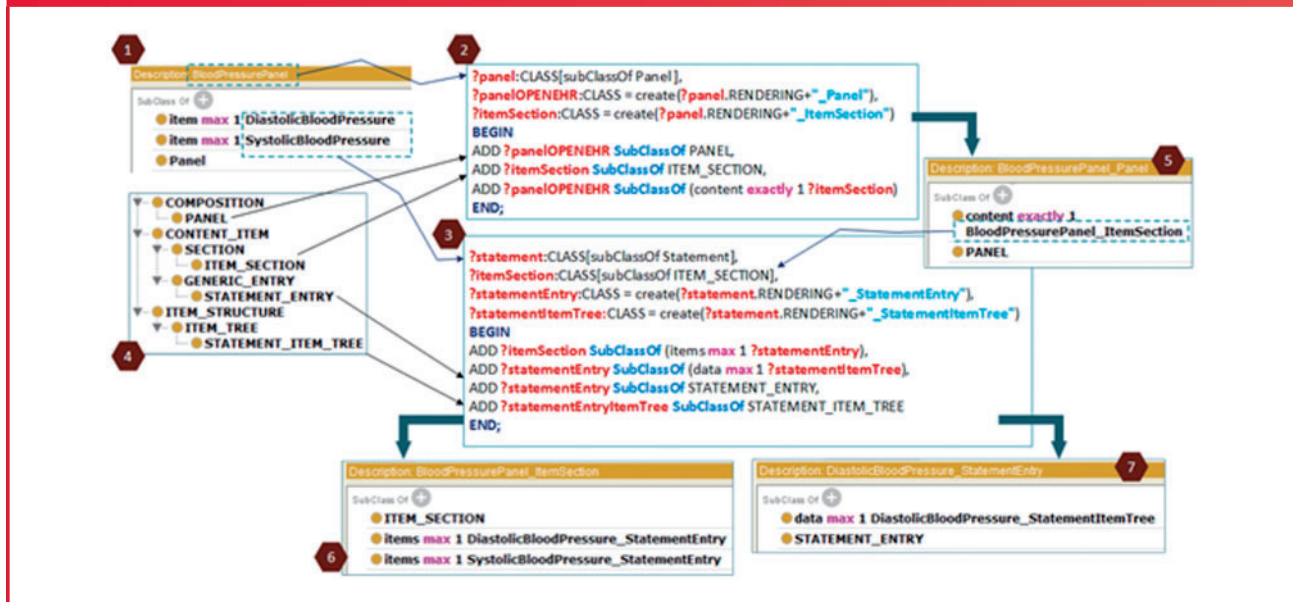 1
Description: BloodPressurePanel
SubClass Of
item max 1 DiastolicBloodPressure
item max 1 SystolicBloodPressure
Panel
2
?panel:CLASS[subClassOf Panel],
?panelOPENEHR:CLASS = create(?panel.RENDERING+"_Panel"),
?itemSection:CLASS = create(?panel.RENDERING+"_ItemSection")
BEGIN
ADD ?panelOPENEHR SubClassOf PANEL,
ADD ?itemSection SubClassOf ITEM_SECTION,
ADD ?panelOPENEHR SubClassOf (content exactly 1 ?itemSection)
END;
5
Description: BloodPressurePanel_Panel
SubClass Of
content exactly 1
BloodPressurePanel_ItemSection
PANEL
COMPOSITION
PANEL
CONTENT_ITEM
SECTION
ITEM_SECTION
GENERIC_ENTRY
STATEMENT_ENTRY
ITEM_STRUCTURE
ITEM_TREE
STATEMENT_ITEM_TREE
4
3
?statement:CLASS[subClassOf Statement],
?itemSection:CLASS[subClassOf ITEM_SECTION],
?statementEntry:CLASS = create(?statement.RENDERING+"_StatementEntry"),
?statementItemTree:CLASS = create(?statement.RENDERING+"_StatementItemTree")
BEGIN
ADD ?itemSection SubClassOf (items max 1 ?statementEntry),
ADD ?statementEntry SubClassOf (data max 1 ?statementItemTree),
ADD ?statementEntry SubClassOf STATEMENT_ENTRY,
ADD ?statementEntryItemTree SubClassOf STATEMENT_ITEM_TREE
END;
Description: BloodPressurePanel_ItemSection
SubClass Of
ITEM_SECTION
items max 1 DiastolicBloodPressure_StatementEntry
items max 1 SystolicBloodPressure_StatementEntry
6
Description: DiastolicBloodPressure_StatementEntry
7
SubClass Of
data max 1 DiastolicBloodPressure_StatementItemTree
STATEMENT_ENTRY